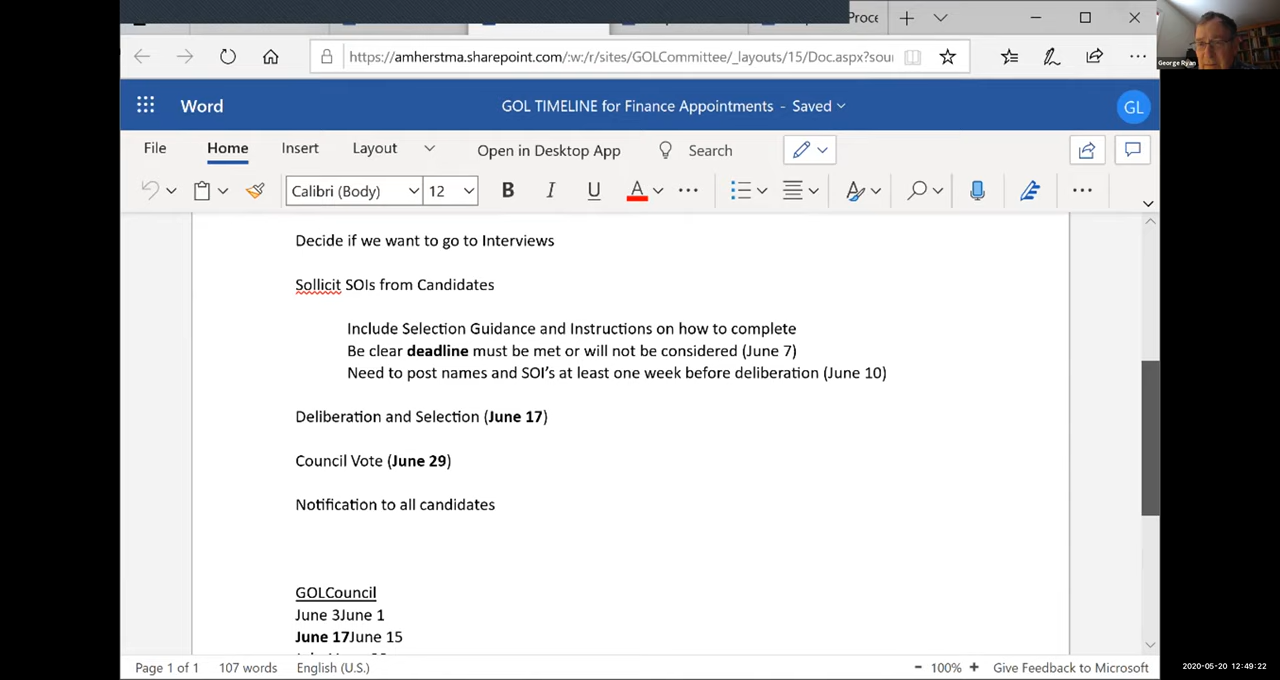 Proce
https://amherstma.sharepoint.com/:w:/r/sites/GOLCommittee/_layouts/15/Doc.aspx?sour
George Ryan
Word
GOL TIMELINE for Finance Appointments - Saved
GL
File Home Insert Layout Open in Desktop App Search
Calibri (Body) 12 B I U A
Decide if we want to go to Interviews
Sollicit SOIs from Candidates
Include Selection Guidance and Instructions on how to complete
Be clear deadline must be met or will not be considered (June 7)
Need to post names and SOI's at least one week before deliberation (June 10)
Deliberation and Selection (June 17)
Council Vote (June 29)
Notification to all candidates
GOLCouncil
June 3June 1
June 17June 15
Page 1 of 1 107 words English (U.S.) - 100% + Give Feedback to Microsoft
2020-05-20 12:49:22